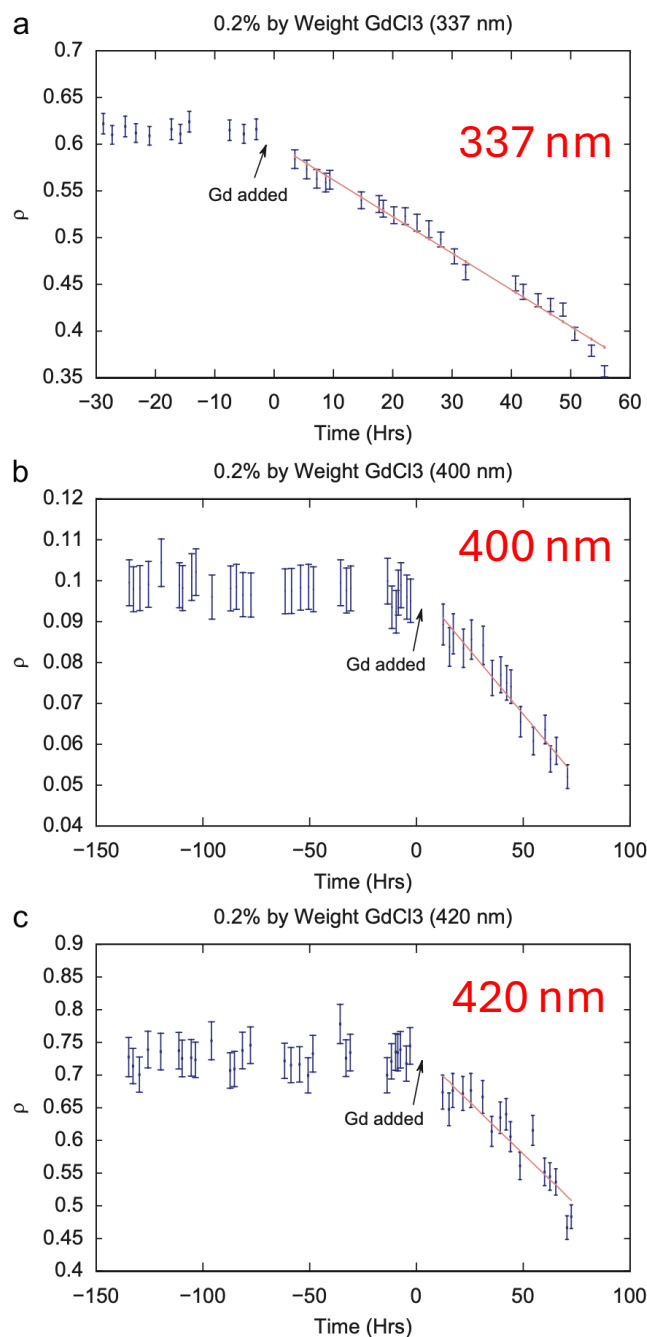 a
0.2% by Weight GdCl3 (337 nm)
0.7
0.65
0.6
0.55
0.5
0.45
0.4
0.35
ρ
337 nm
Gd added
−30 −20 −10 0 10 20 30 40 50 60
Time (Hrs)
b
0.2% by Weight GdCl3 (400 nm)
0.12
0.11
0.1
0.09
0.08
0.07
0.06
0.05
0.04
ρ
400 nm
Gd added
−150 −100 −50 0 50 100
Time (Hrs)
c
0.2% by Weight GdCl3 (420 nm)
0.9
0.85
0.8
0.75
0.7
0.65
0.6
0.55
0.5
0.45
0.4
ρ
420 nm
Gd added
−150 −100 −50 0 50 100
Time (Hrs)